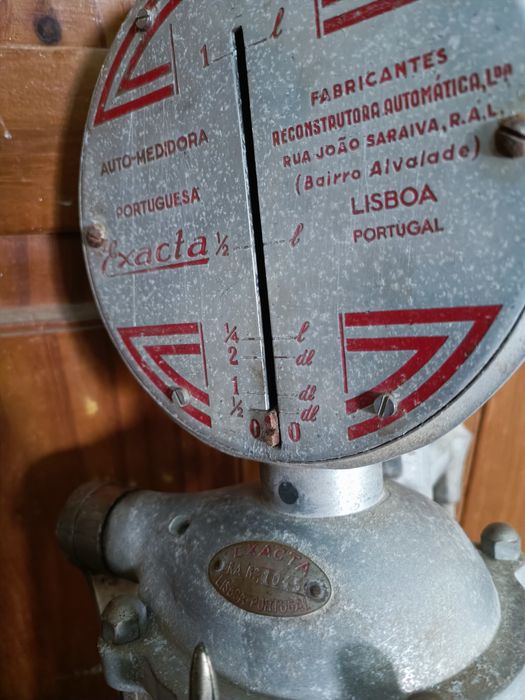 1 l
FABRICANTES
RECONSTRUTORA AUTOMÁTICA, LDA
RUA JOÃO SARAIVA, R.A.L.
(Bairro Alvalade)
LISBOA
PORTUGAL
AUTO-MEDIDORA
PORTUGUESA
Exacta
½ l
¼ l
2 dl
1 dl
½ dl
0 0
EXACTA
LISBOA-PORTUGAL